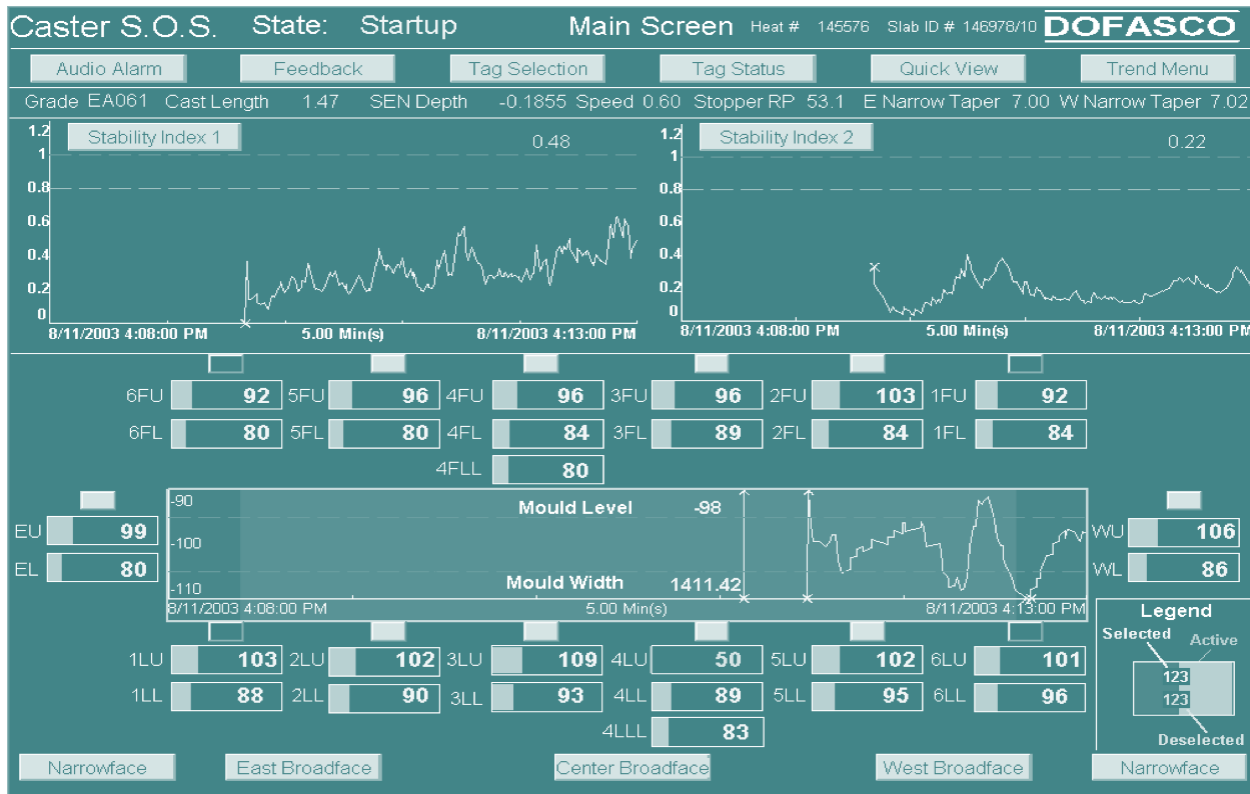 Caster S.O.S. State: Startup Main Screen Heat # 145576 Slab ID # 146978/10 DOFASCO
Audio Alarm Feedback Tag Selection Tag Status Quick View Trend Menu
Grade EA061 Cast Length 1.47 SEN Depth -0.1855 Speed 0.60 Stopper RP 53.1 E Narrow Taper 7.00 W Narrow Taper 7.02
1.2 Stability Index 1 0.48 1.2 Stability Index 2 0.22
1 1
0.8 0.8
0.6 0.6
0.4 0.4
0.2 0.2
0 0
8/11/2003 4:08:00 PM 5.00 Min(s) 8/11/2003 4:13:00 PM 8/11/2003 4:08:00 PM 5.00 Min(s) 8/11/2003 4:13:00 PM
6FU 92 5FU 96 4FU 96 3FU 96 2FU 103 1FU 92
6FL 80 5FL 80 4FL 84 3FL 89 2FL 84 1FL 84
4FLL 80
-90 Mould Level -98
EU 99 WU 106
-100
EL 80 WL 86
-110 Mould Width 1411.42
8/11/2003 4:08:00 PM 5.00 Min(s) 8/11/2003 4:13:00 PM
Legend
Selected Active
1LU 103 2LU 102 3LU 109 4LU 50 5LU 102 6LU 101
123
1LL 88 2LL 90 3LL 93 4LL 89 5LL 95 6LL 96
123
4LLL 83
Deselected
Narrowface East Broadface Center Broadface West Broadface Narrowface